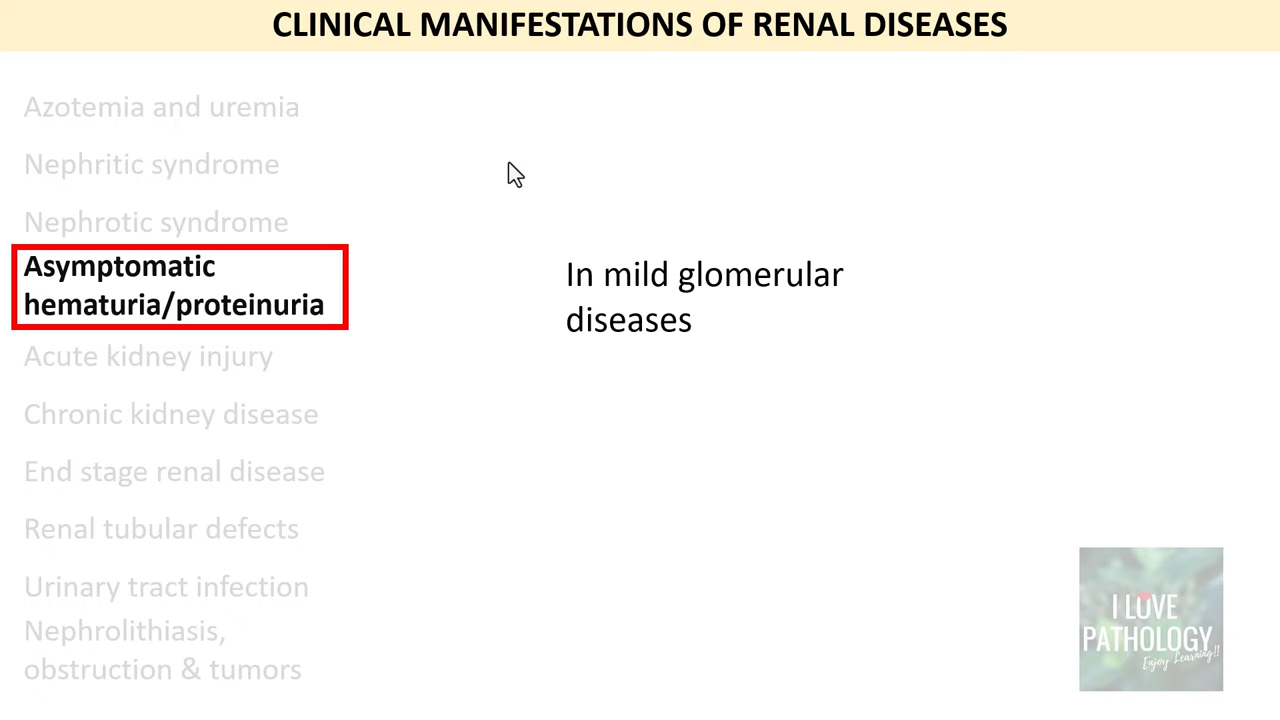 CLINICAL MANIFESTATIONS OF RENAL DISEASES
Azotemia and uremia
Nephritic syndrome
Nephrotic syndrome
Asymptomatic
hematuria/proteinuria
In mild glomerular
diseases
Acute kidney injury
Chronic kidney disease
End stage renal disease
Renal tubular defects
Urinary tract infection
Nephrolithiasis,
obstruction & tumors
I LOVE
PATHOLOGY
Enjoy Learning!!